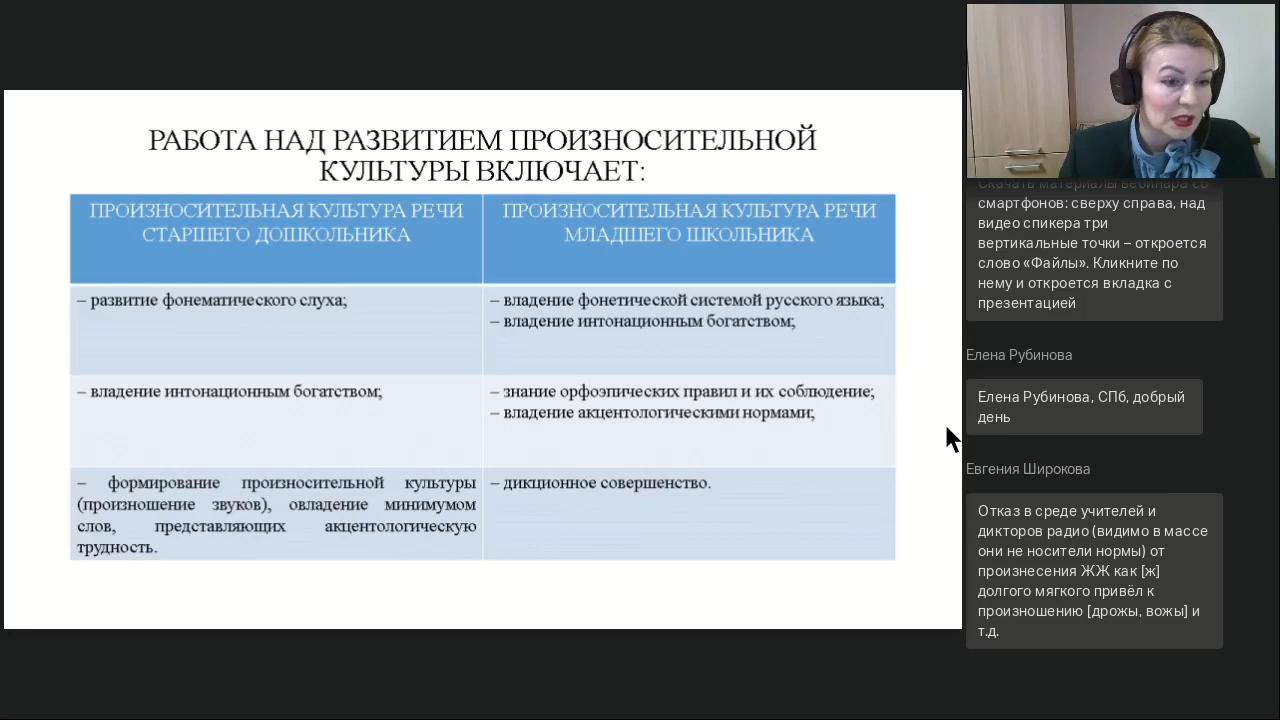 РАБОТА НАД РАЗВИТИЕМ ПРОИЗНОСИТЕЛЬНОЙ
КУЛЬТУРЫ ВКЛЮЧАЕТ:
ПРОИЗНОСИТЕЛЬНАЯ КУЛЬТУРА РЕЧИ
СТАРШЕГО ДОШКОЛЬНИКА
ПРОИЗНОСИТЕЛЬНАЯ КУЛЬТУРА РЕЧИ
МЛАДШЕГО ШКОЛЬНИКА
– развитие фонематического слуха;
– владение фонетической системой русского языка;
– владение интонационным богатством;
– владение интонационным богатством;
– знание орфоэпических правил и их соблюдение;
– владение акцентологическими нормами;
– формирование произносительной культуры
(произношение звуков), овладение минимумом
слов, представляющих акцентологическую
трудность.
– дикционное совершенство.
Скачать материалы вебинара со
смартфонов: сверху справа, над
видео спикера три
вертикальные точки – откроется
слово «Файлы». Кликните по
нему и откроется вкладка с
презентацией
Елена Рубинова
Елена Рубинова, СПб, добрый
день
Евгения Широкова
Отказ в среде учителей и
дикторов радио (видимо в массе
они не носители нормы) от
произнесения ЖЖ как [ж]
долгого мягкого привёл к
произношению [дрожы, вожы] и
т.д.